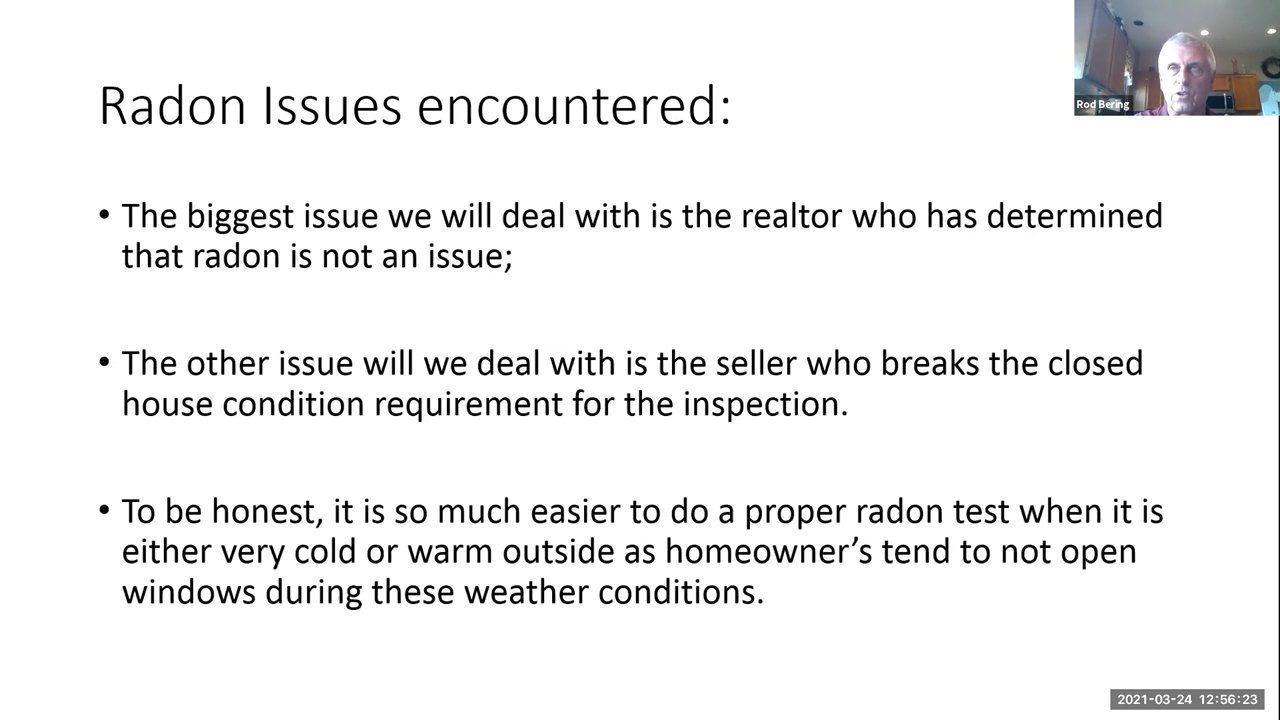 Radon Issues encountered:
Rod Bering
• The biggest issue we will deal with is the realtor who has determined
that radon is not an issue;
• The other issue will we deal with is the seller who breaks the closed
house condition requirement for the inspection.
• To be honest, it is so much easier to do a proper radon test when it is
either very cold or warm outside as homeowner’s tend to not open
windows during these weather conditions.
2021-03-24 12:56:23